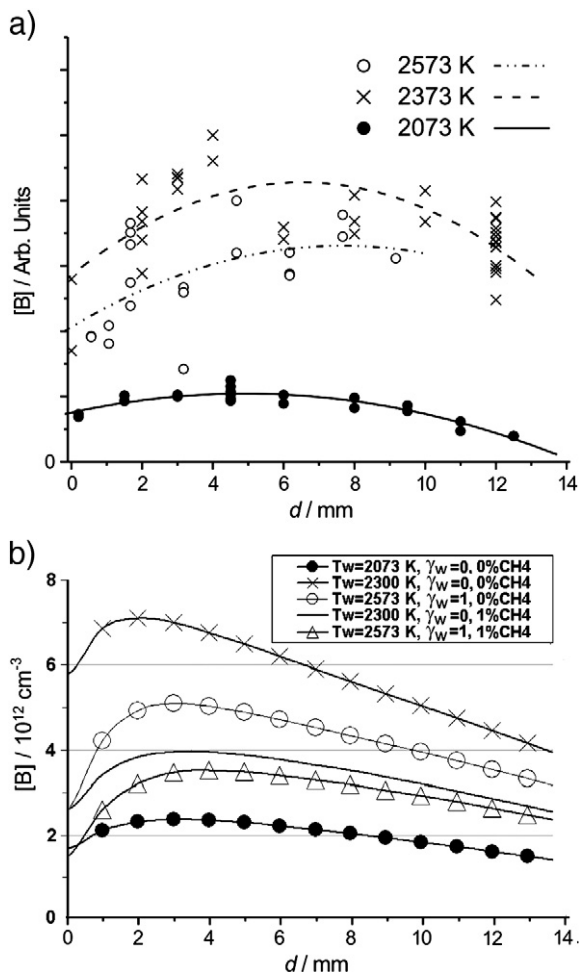 a)
2573 K
2373 K
2073 K
[B] / Arb. Units
0
0 2 4 6 8 10 12 14
d / mm
b)
Tw=2073 K, γw=0, 0%CH4
Tw=2300 K, γw=0, 0%CH4
Tw=2573 K, γw=1, 0%CH4
Tw=2300 K, γw=0, 1%CH4
Tw=2573 K, γw=1, 1%CH4
[B] / 10¹² cm⁻³
8
6
4
2
0
0 2 4 6 8 10 12 14
d / mm